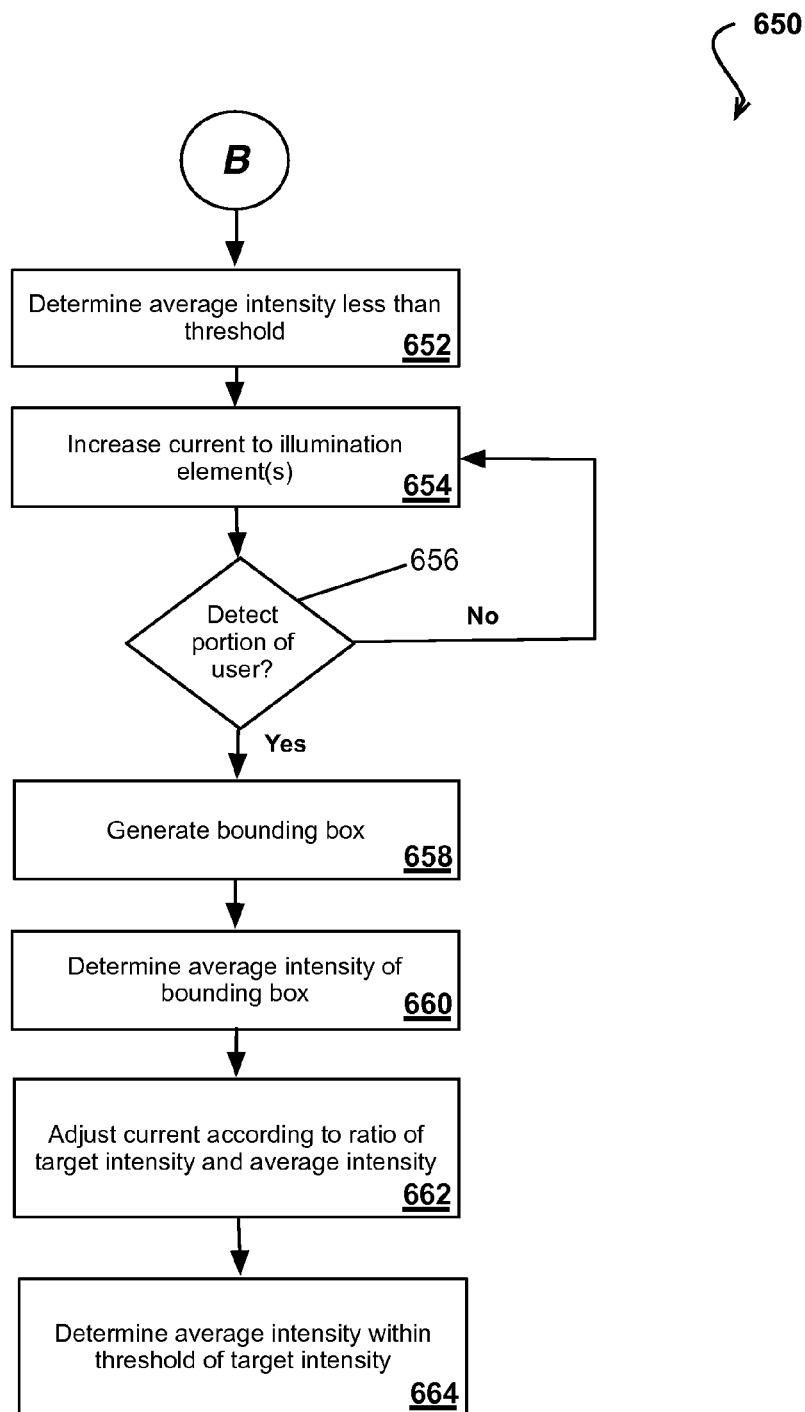 650
B
Determine average intensity less than
threshold
652
Increase current to illumination
element(s)
654
656
Detect
portion of
user?
No
Yes
Generate bounding box
658
Determine average intensity of
bounding box
660
Adjust current according to ratio of
target intensity and average intensity
662
Determine average intensity within
threshold of target intensity
664